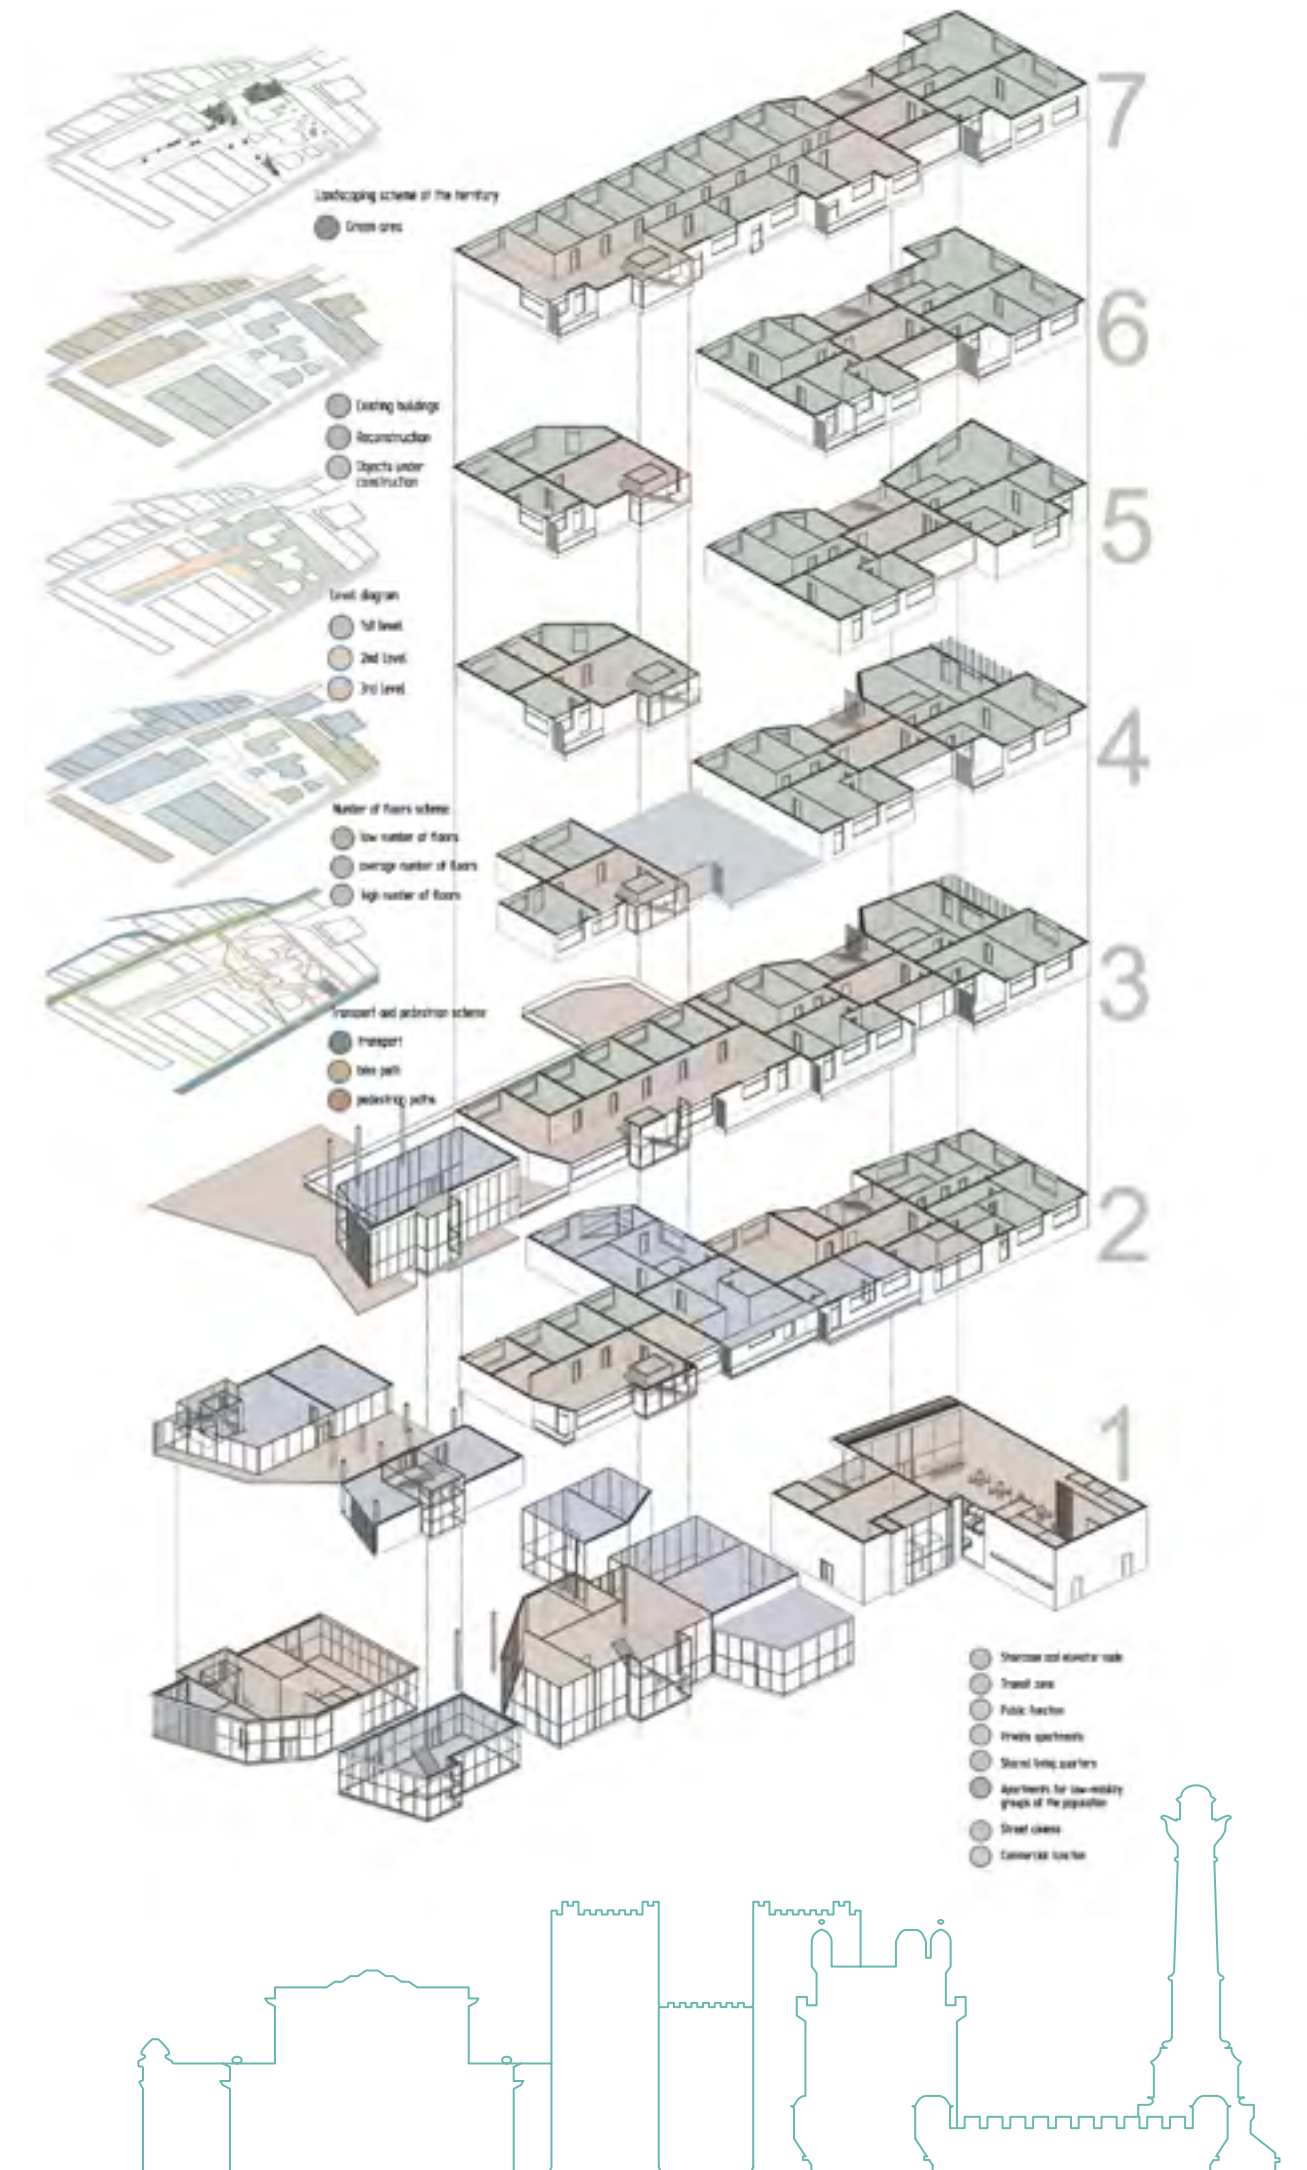 7
Landscaping scheme of the territory
Green area
6
Existing buildings
Reconstruction
Objects under
construction
5
Level diagram
1st level
2nd level
3rd level
4
Number of floors scheme
low number of floors
average number of floors
high number of floors
3
Transport and pedestrian scheme
transport
bike path
pedestrian paths
2
1
Staircase and elevator node
Transit zone
Public function
Private apartments
Shared living quarters
Apartments for low-mobility
groups of the population
Street cinema
Commercial function